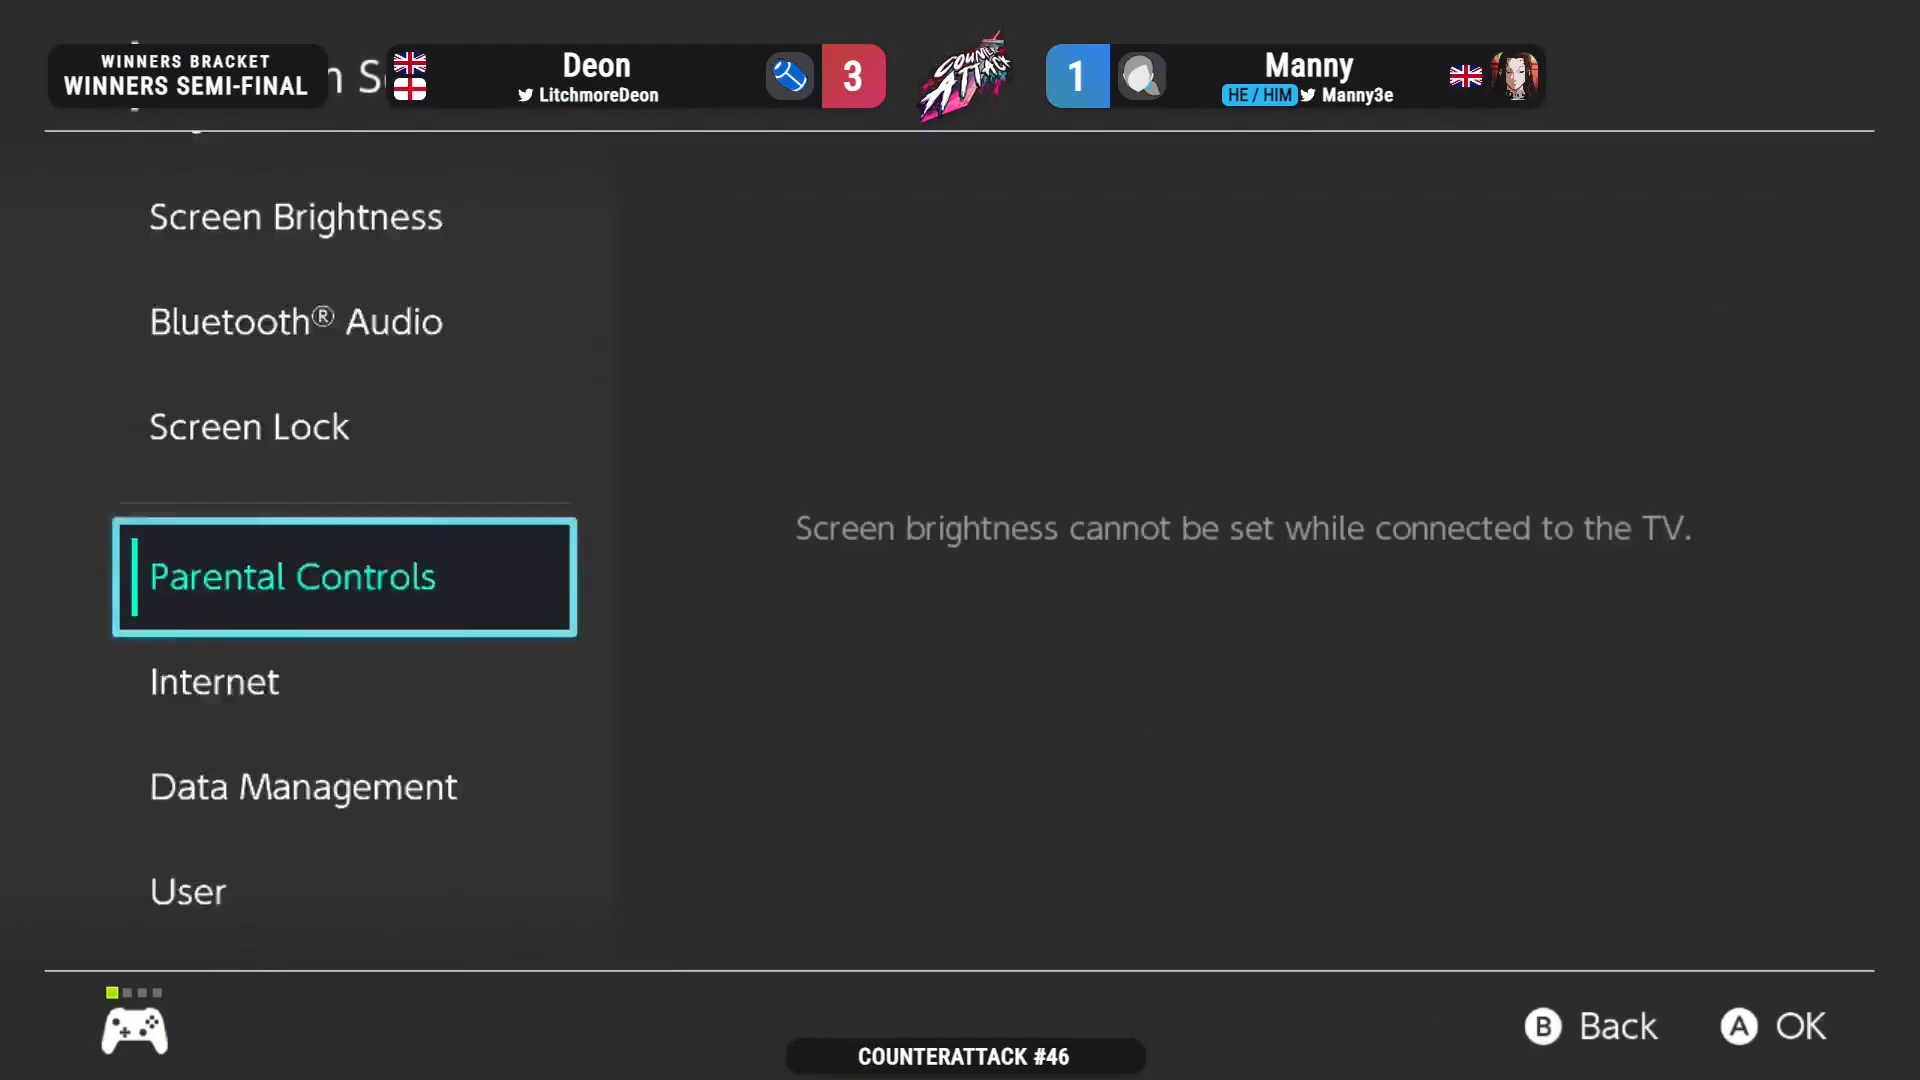 WINNERS BRACKET
WINNERS SEMI-FINAL
Deon
LitchmoreDeon
3
COUNTER
ATTACK
1
Manny
HE / HIM Manny3e
Screen Brightness
Bluetooth® Audio
Screen Lock
Parental Controls
Internet
Data Management
User
Screen brightness cannot be set while connected to the TV.
B Back
A OK
COUNTERATTACK #46